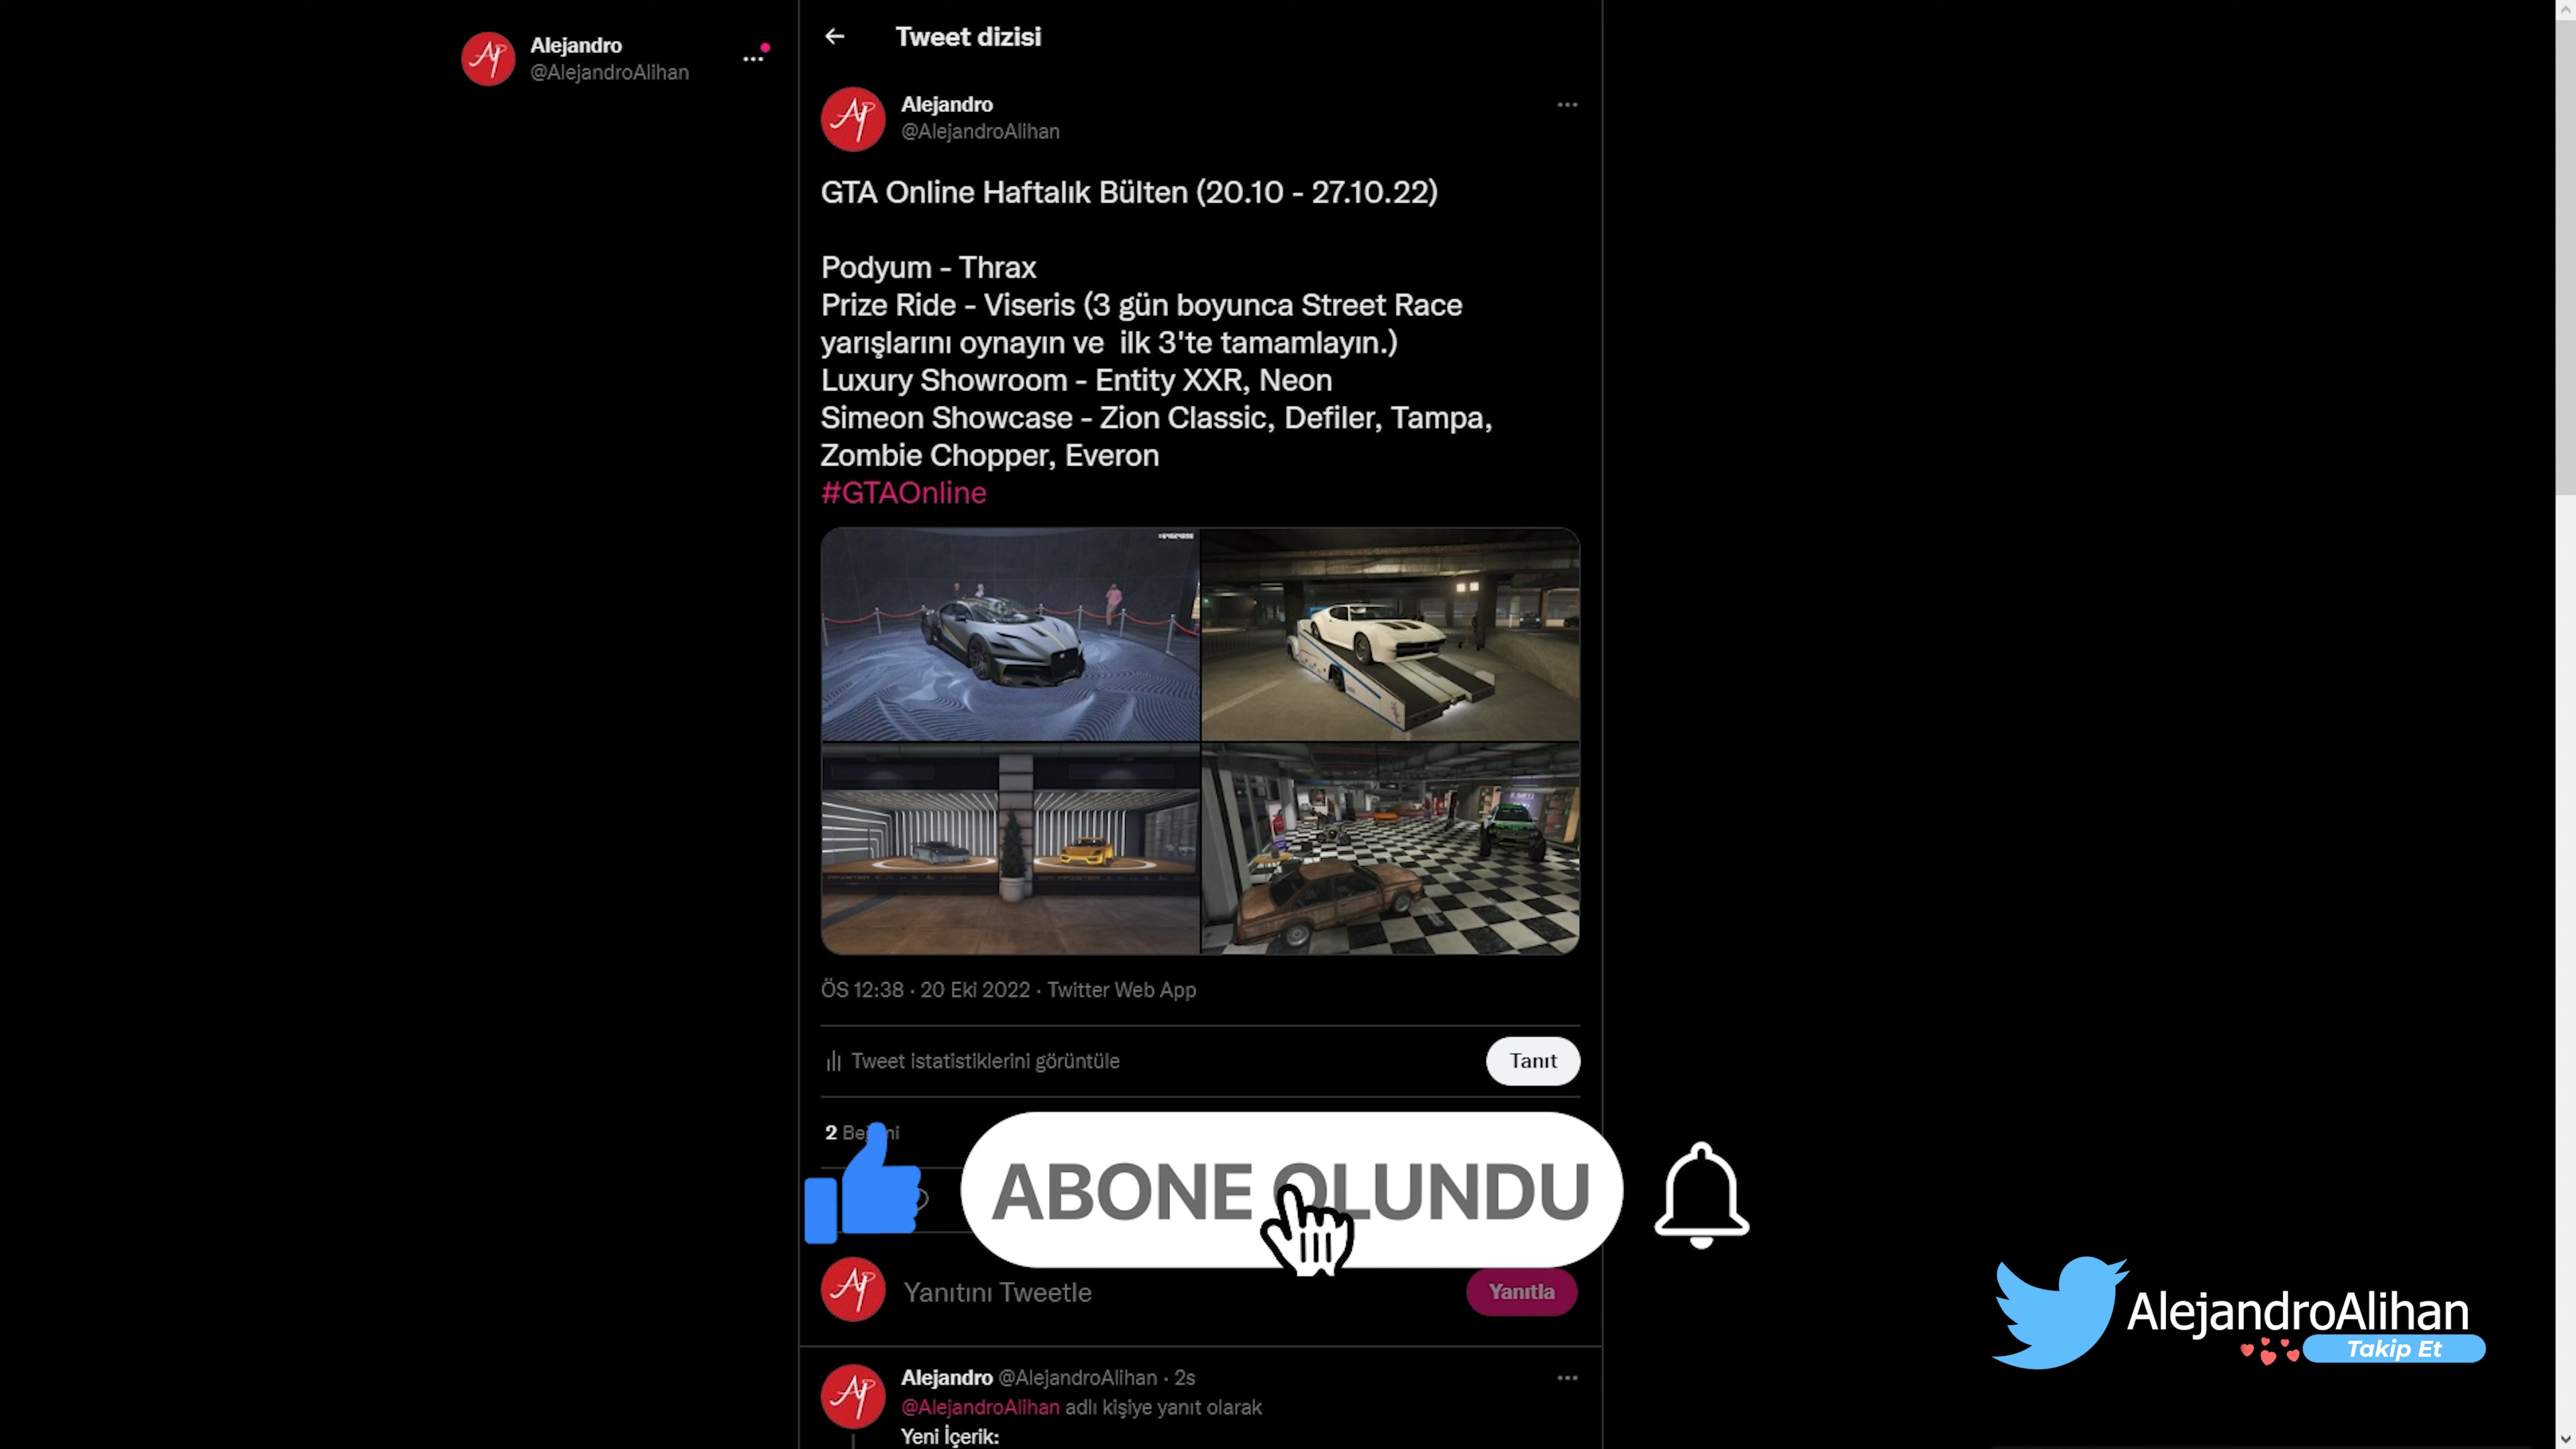 Alejandro
@AlejandroAlihan
Tweet dizisi
Alejandro
@AlejandroAlihan
GTA Online Haftalık Bülten (20.10 - 27.10.22)
Podyum - Thrax
Prize Ride - Viseris (3 gün boyunca Street Race
yarışlarını oynayın ve ilk 3'te tamamlayın.)
Luxury Showroom - Entity XXR, Neon
Simeon Showcase - Zion Classic, Defiler, Tampa,
Zombie Chopper, Everon
#GTAOnline
ÖS 12:38 · 20 Eki 2022 · Twitter Web App
Tweet istatistiklerini görüntüle
Tanıt
2
ABONE OLUNDU
Yanıtını Tweetle
Yanıtla
AlejandroAlihan
Takip Et
Alejandro @AlejandroAlihan · 2s
@AlejandroAlihan adlı kişiye yanıt olarak
Yeni İçerik: